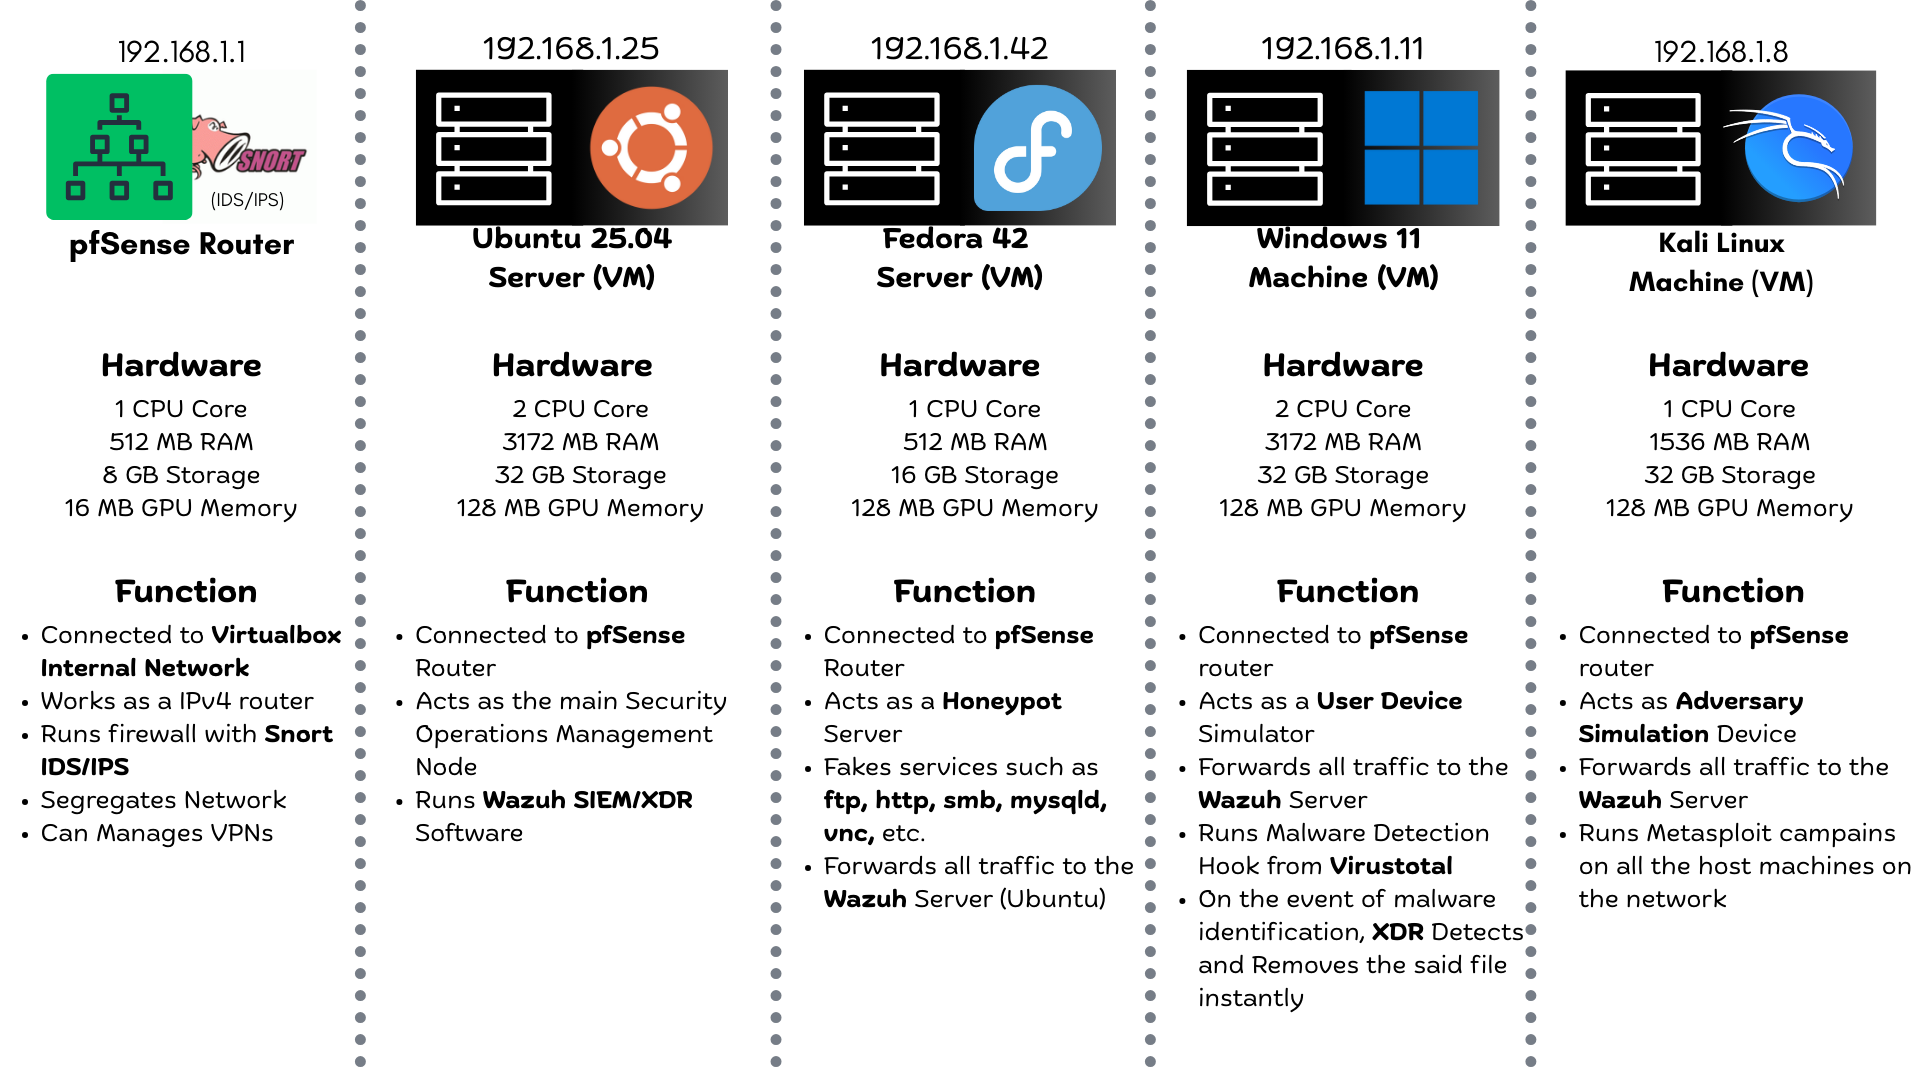 192.168.1.1
SNORT
(IDS/IPS)
pfSense Router
Hardware
1 CPU Core
512 MB RAM
8 GB Storage
16 MB GPU Memory
Function
• Connected to Virtualbox
Internal Network
• Works as a IPv4 router
• Runs firewall with Snort
IDS/IPS
• Segregates Network
• Can Manages VPNs
192.168.1.25
Ubuntu 25.04
Server (VM)
Hardware
2 CPU Core
3172 MB RAM
32 GB Storage
128 MB GPU Memory
Function
• Connected to pfSense
Router
• Acts as the main Security
Operations Management
Node
• Runs Wazuh SIEM/XDR
Software
192.168.1.42
Fedora 42
Server (VM)
Hardware
1 CPU Core
512 MB RAM
16 GB Storage
128 MB GPU Memory
Function
• Connected to pfSense
Router
• Acts as a Honeypot
Server
• Fakes services such as
ftp, http, smb, mysqld,
vnc, etc.
• Forwards all traffic to the
Wazuh Server (Ubuntu)
192.168.1.11
Windows 11
Machine (VM)
Hardware
2 CPU Core
3172 MB RAM
32 GB Storage
128 MB GPU Memory
Function
• Connected to pfSense
router
• Acts as a User Device
Simulator
• Forwards all traffic to the
Wazuh Server
• Runs Malware Detection
Hook from Virustotal
• On the event of malware
identification, XDR Detects
and Removes the said file
instantly
192.168.1.8
Kali Linux
Machine (VM)
Hardware
1 CPU Core
1536 MB RAM
32 GB Storage
128 MB GPU Memory
Function
• Connected to pfSense
router
• Acts as Adversary
Simulation Device
• Forwards all traffic to the
Wazuh Server
• Runs Metasploit campains
on all the host machines on
the network